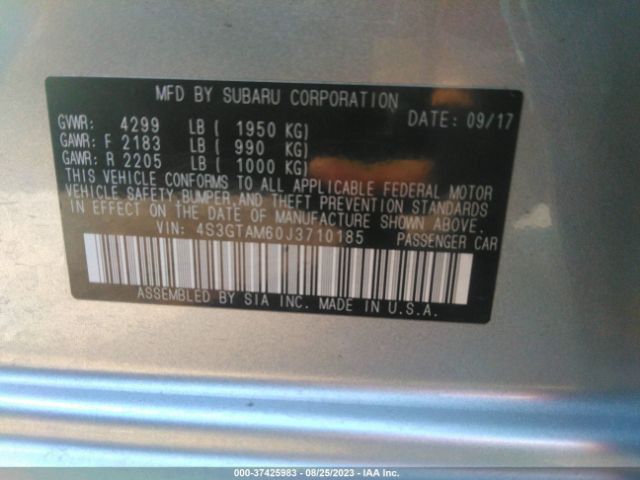 MFD BY SUBARU CORPORATION
DATE: 09/17
GVWR: 4299 LB ( 1950 KG)
GAWR: F 2183 LB ( 990 KG)
GAWR: R 2205 LB ( 1000 KG)
THIS VEHICLE CONFORMS TO ALL APPLICABLE FEDERAL MOTOR
VEHICLE SAFETY, BUMPER, AND THEFT PREVENTION STANDARDS
IN EFFECT ON THE DATE OF MANUFACTURE SHOWN ABOVE.
VIN: 4S3GTAM60J3710185 PASSENGER CAR
ASSEMBLED BY SIA INC. MADE IN U.S.A.
000-37425983 - 08/25/2023 - IAA Inc.